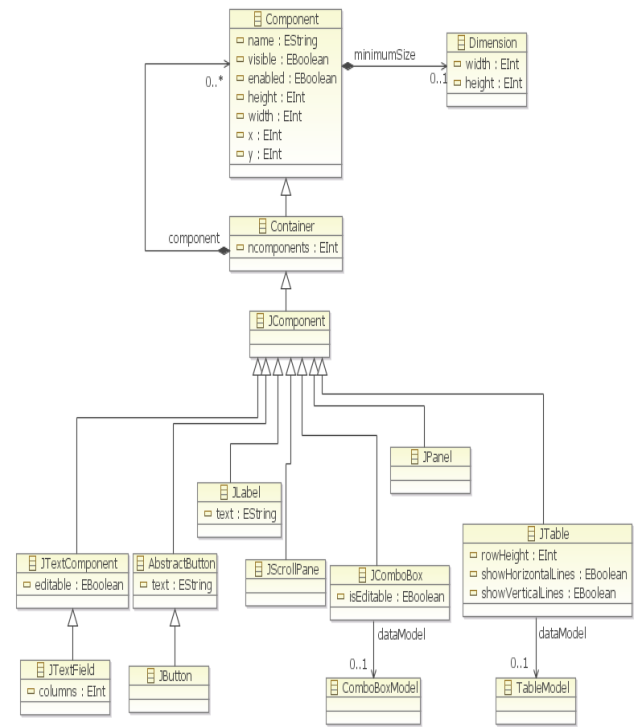 Component
name : EString
visible : EBoolean
enabled : EBoolean
height : EInt
width : EInt
x : EInt
y : EInt
minimumSize
0..1
Dimension
width : EInt
height : EInt
0..*
component
Container
ncomponents : EInt
JComponent
JPanel
JLabel
text : EString
JTextComponent
editable : EBoolean
AbstractButton
text : EString
JScrollPane
JComboBox
isEditable : EBoolean
JTable
rowHeight : EInt
showHorizontalLines : EBoolean
showVerticalLines : EBoolean
dataModel
0..1
dataModel
0..1
JTextField
columns : EInt
JButton
ComboBoxModel
TableModel